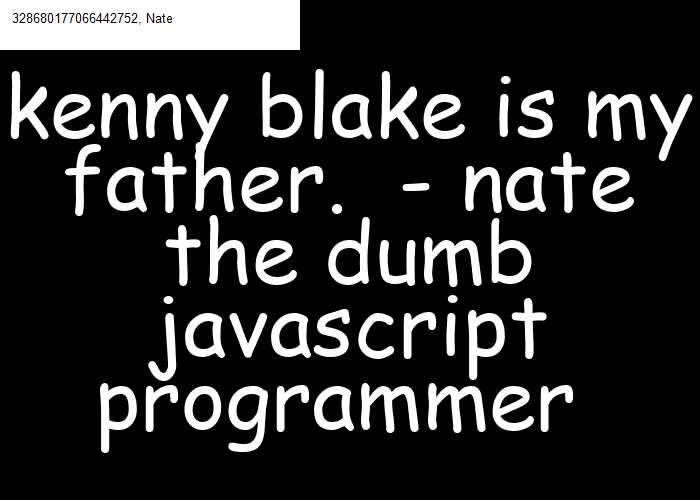 328680177066442752, Nate
kenny blake is my
father.  - nate
the dumb
javascript
programmer